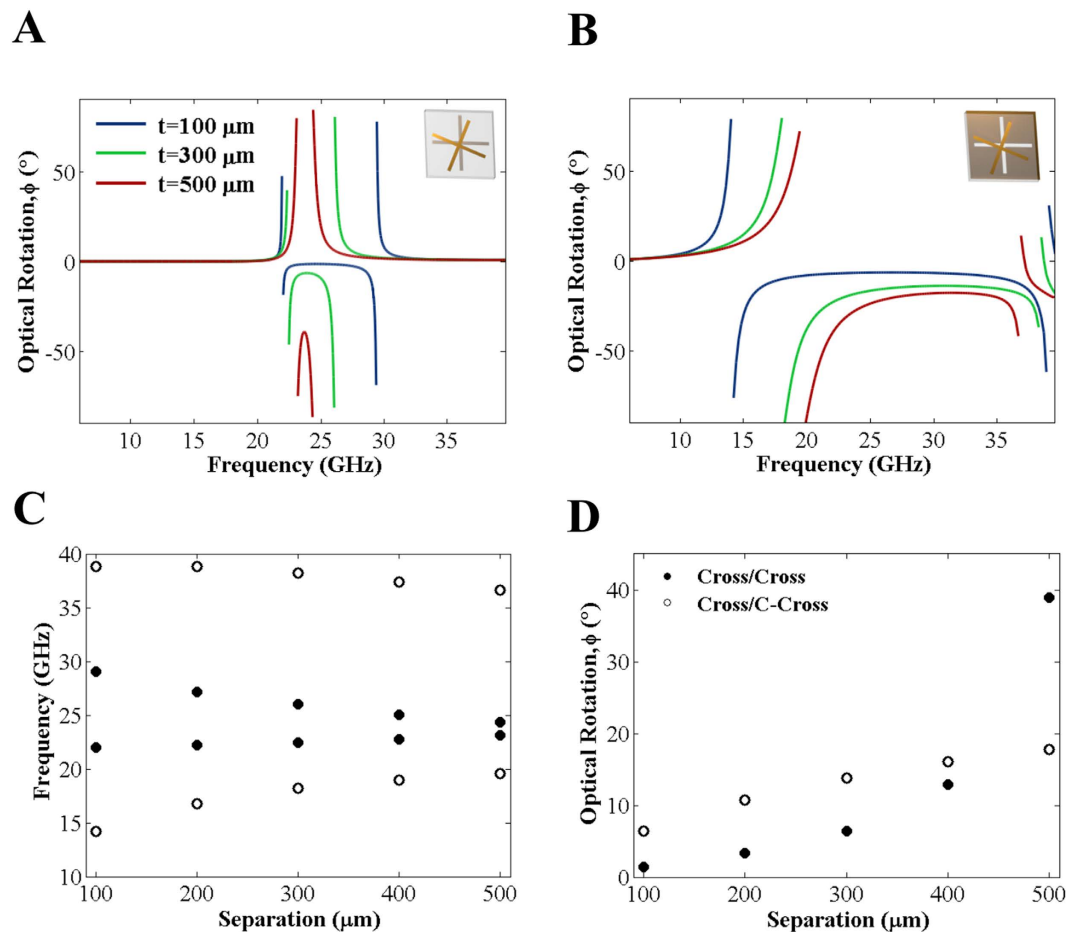 A
B
Optical Rotation,ϕ (°)
50
0
-50
t=100 μm
t=300 μm
t=500 μm
10 15 20 25 30 35
Frequency (GHz)
Optical Rotation,ϕ (°)
50
0
-50
10 15 20 25 30 35
Frequency (GHz)
C
D
Frequency (GHz)
40
35
30
25
20
15
10
100 200 300 400 500
Separation (μm)
Optical Rotation,ϕ (°)
40
30
20
10
0
Cross/Cross
Cross/C-Cross
100 200 300 400 500
Separation (μm)